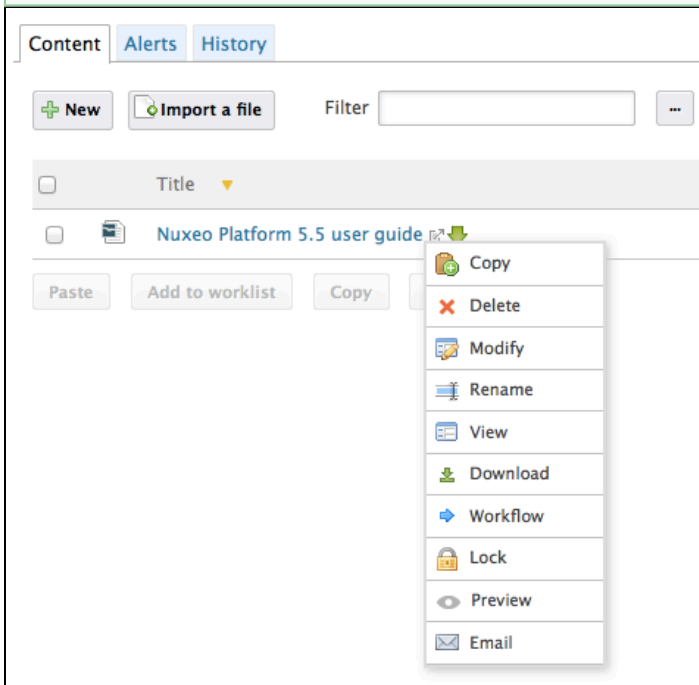 Content Alerts History
New Import a file Filter ...
Title
Nuxeo Platform 5.5 user guide
Paste Add to worklist Copy
Copy
Delete
Modify
Rename
View
Download
Workflow
Lock
Preview
Email